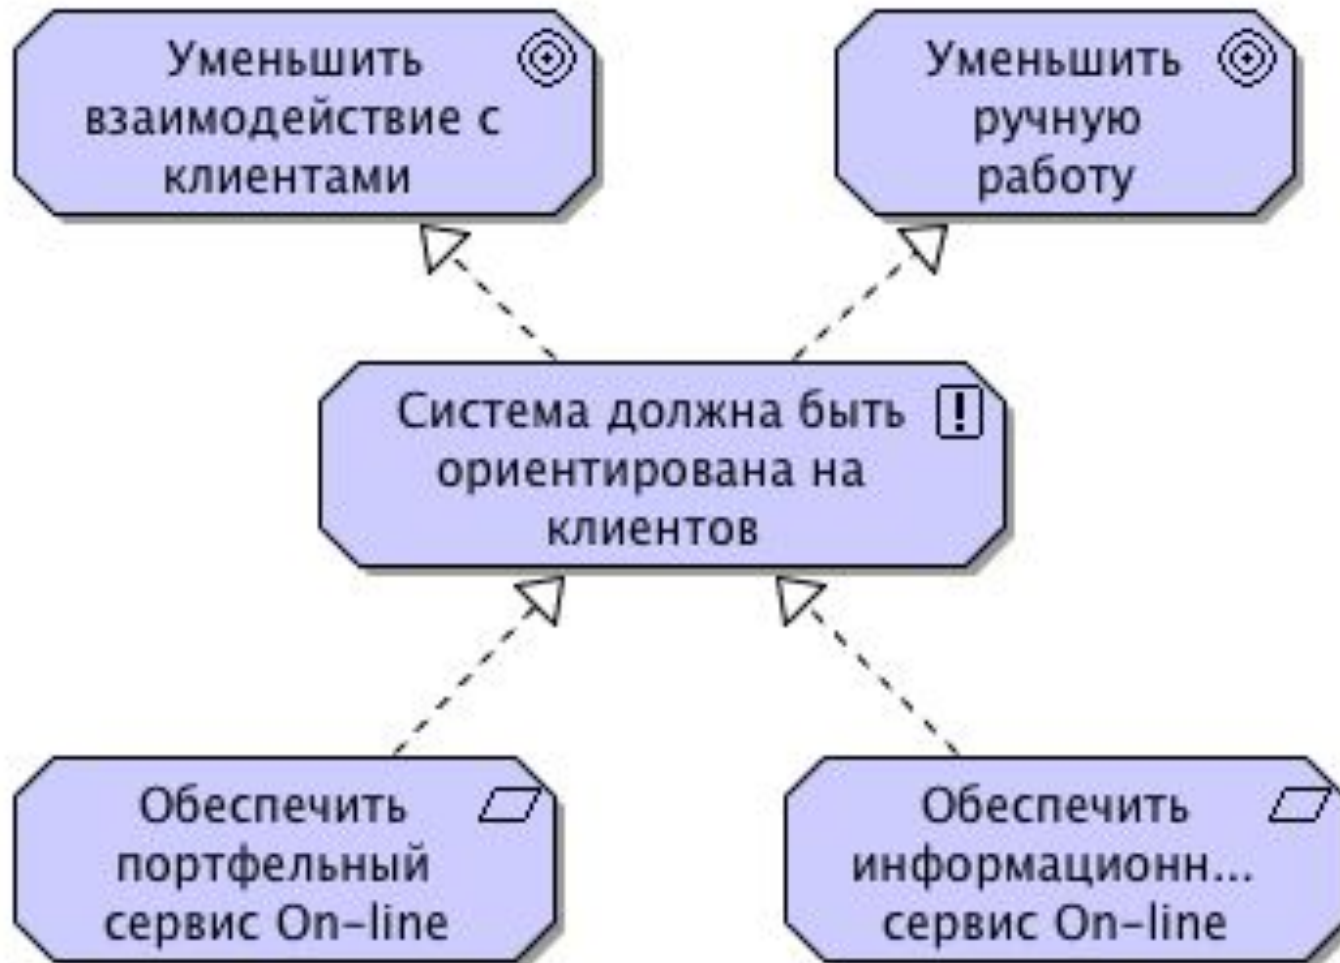 Уменьшить
взаимодействие с
клиентами
Уменьшить
ручную
работу
Система должна быть
ориентирована на
клиентов
Обеспечить
портфельный
сервис On-line
Обеспечить
информационн...
сервис On-line